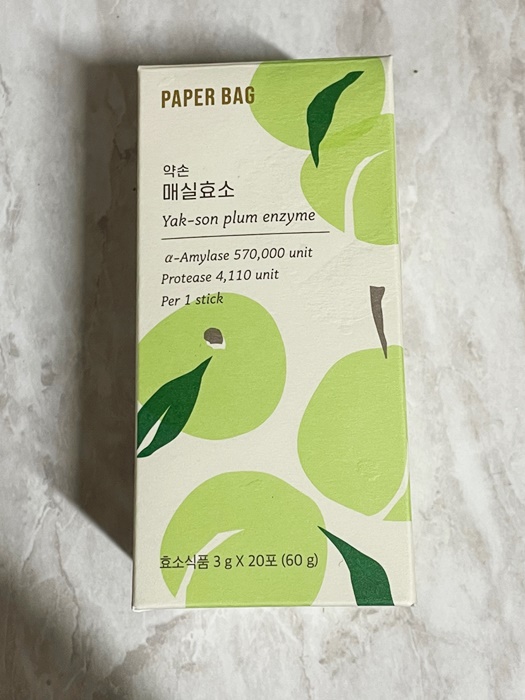 PAPER BAG
약손
매실효소
Yak-son plum enzyme
α-Amylase 570,000 unit
Protease 4,110 unit
Per 1 stick
효소식품 3 g X 20포 (60 g)